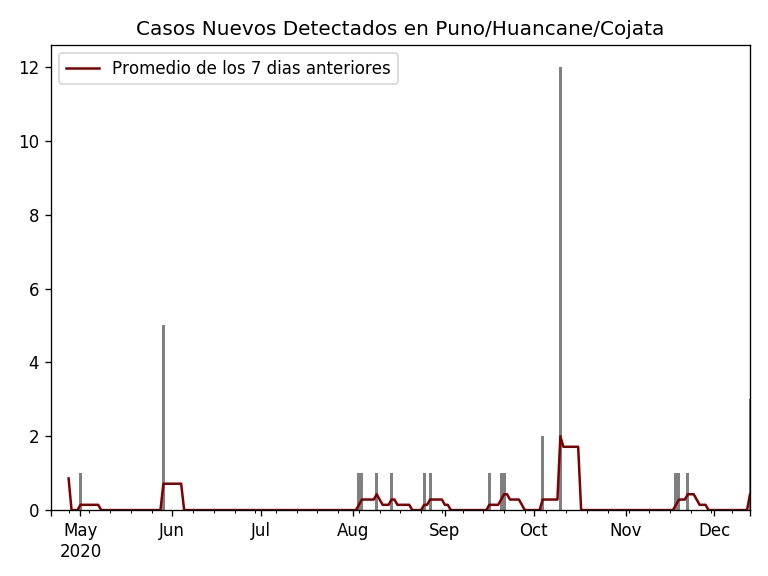 Casos Nuevos Detectados en Puno/Huancane/Cojata
Promedio de los 7 dias anteriores
12
10
8
6
4
2
0
May Jun Jul Aug Sep Oct Nov Dec
2020